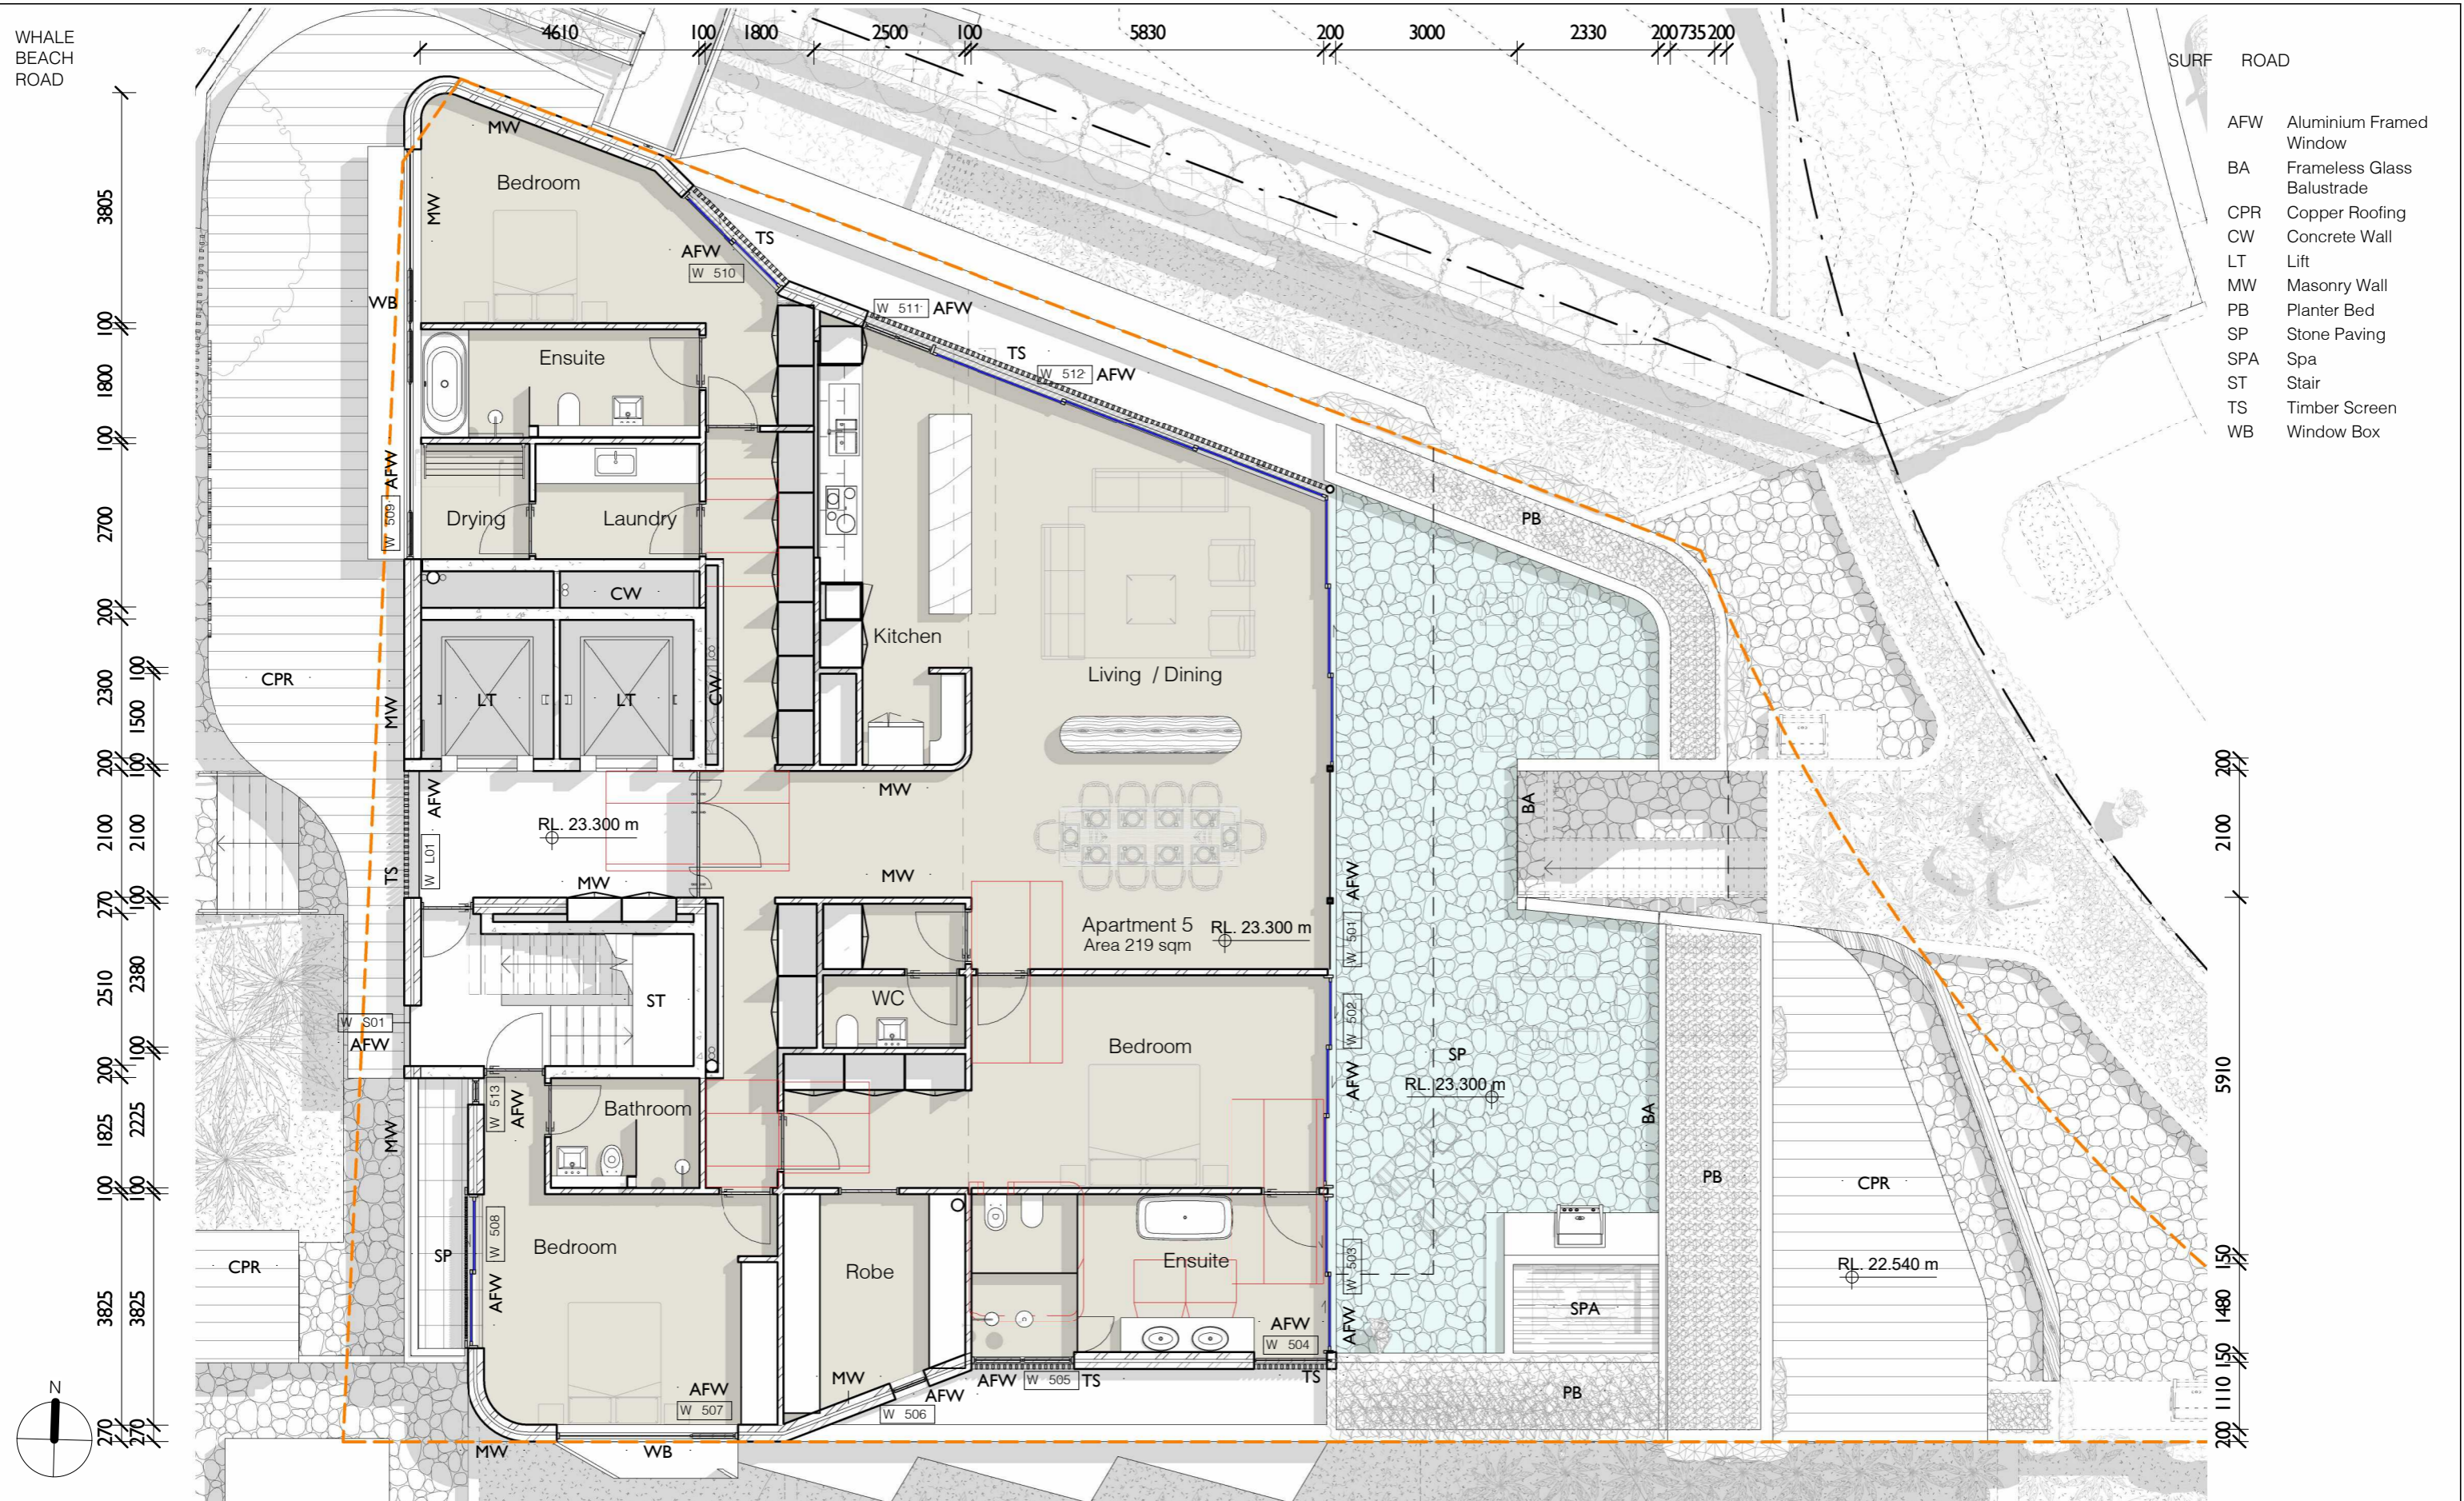 WHALE
BEACH
ROAD
4610 100 1800 2500 100 5830 200 3000 2330 200 735 200
SURF ROAD
AFW Aluminium Framed
Window
BA Frameless Glass
Balustrade
CPR Copper Roofing
CW Concrete Wall
LT Lift
MW Masonry Wall
PB Planter Bed
SP Stone Paving
SPA Spa
ST Stair
TS Timber Screen
WB Window Box
3805
100
1800
100
2700
200
2300
200
2100
270
2510
200
1825
100
3825
270
100
1500
100
2100
100
2380
100
2225
100
3825
270
MW
Bedroom
MW
TS
AFW
W 510
WB
W 511 AFW
Ensuite
TS
W 512 AFW
AFW
W 509
Drying
Laundry
PB
CW
Kitchen
CPR
LT
LT
CW
Living / Dining
MW
MW
BA
AFW
W L01
RL. 23.300 m
TS
MW
MW
AFW
W 501
Apartment 5
Area 219 sqm
RL. 23.300 m
ST
WC
W 502
W S01
AFW
Bedroom
SP
RL. 23.300 m
AFW
BA
W 513
AFW
Bathroom
MW
PB
CPR
W 508
SP
Bedroom
CPR
Robe
Ensuite
W 503
RL. 22.540 m
AFW
SPA
AFW
W 504
AFW
MW
AFW
W 505
TS
TS
PB
AFW
W 507
AFW
W 506
MW
WB
N
200
2100
5910
150
1480
150
1110
200